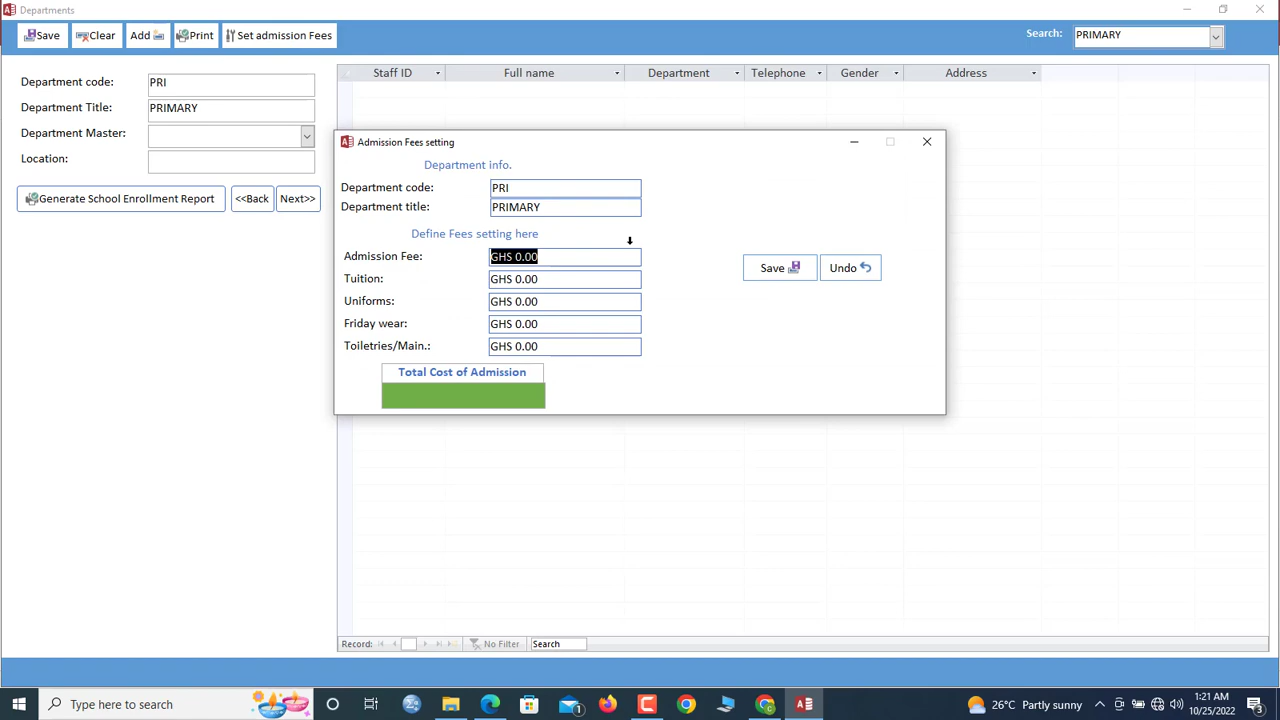 Departments
Save Clear Add Print Set admission Fees Search: PRIMARY
Department code: PRI
Department Title: PRIMARY
Department Master:
Location:
Generate School Enrollment Report <<Back Next>>
Staff ID Full name Department Telephone Gender Address
Admission Fees setting
Department info.
Department code: PRI
Department title: PRIMARY
Define Fees setting here
Admission Fee: GHS 0.00
Tuition: GHS 0.00
Uniforms: GHS 0.00
Friday wear: GHS 0.00
Toiletries/Main.: GHS 0.00
Save Undo
Total Cost of Admission
Record: No Filter Search
Type here to search 1 26°C Partly sunny 1:21 AM
10/25/2022